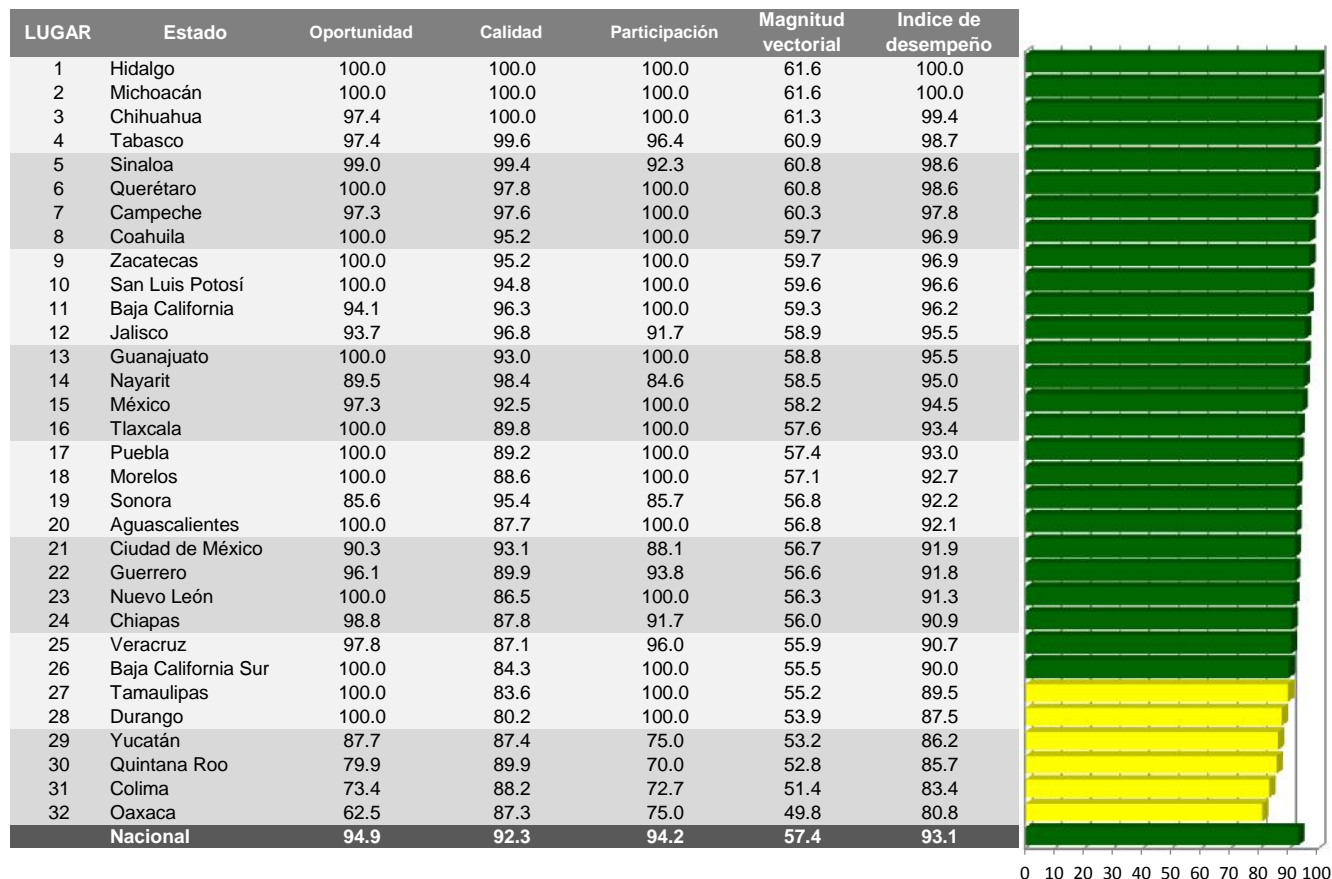 LUGAR Estado Oportunidad Calidad Participación Magnitud vectorial Indice de desempeño
1 Hidalgo 100.0 100.0 100.0 61.6 100.0
2 Michoacán 100.0 100.0 100.0 61.6 100.0
3 Chihuahua 97.4 100.0 100.0 61.3 99.4
4 Tabasco 97.4 99.6 96.4 60.9 98.7
5 Sinaloa 99.0 99.4 92.3 60.8 98.6
6 Querétaro 100.0 97.8 100.0 60.8 98.6
7 Campeche 97.3 97.6 100.0 60.3 97.8
8 Coahuila 100.0 95.2 100.0 59.7 96.9
9 Zacatecas 100.0 95.2 100.0 59.7 96.9
10 San Luis Potosí 100.0 94.8 100.0 59.6 96.6
11 Baja California 94.1 96.3 100.0 59.3 96.2
12 Jalisco 93.7 96.8 91.7 58.9 95.5
13 Guanajuato 100.0 93.0 100.0 58.8 95.5
14 Nayarit 89.5 98.4 84.6 58.5 95.0
15 México 97.3 92.5 100.0 58.2 94.5
16 Tlaxcala 100.0 89.8 100.0 57.6 93.4
17 Puebla 100.0 89.2 100.0 57.4 93.0
18 Morelos 100.0 88.6 100.0 57.1 92.7
19 Sonora 85.6 95.4 85.7 56.8 92.2
20 Aguascalientes 100.0 87.7 100.0 56.8 92.1
21 Ciudad de México 90.3 93.1 88.1 56.7 91.9
22 Guerrero 96.1 89.9 93.8 56.6 91.8
23 Nuevo León 100.0 86.5 100.0 56.3 91.3
24 Chiapas 98.8 87.8 91.7 56.0 90.9
25 Veracruz 97.8 87.1 96.0 55.9 90.7
26 Baja California Sur 100.0 84.3 100.0 55.5 90.0
27 Tamaulipas 100.0 83.6 100.0 55.2 89.5
28 Durango 100.0 80.2 100.0 53.9 87.5
29 Yucatán 87.7 87.4 75.0 53.2 86.2
30 Quintana Roo 79.9 89.9 70.0 52.8 85.7
31 Colima 73.4 88.2 72.7 51.4 83.4
32 Oaxaca 62.5 87.3 75.0 49.8 80.8
Nacional 94.9 92.3 94.2 57.4 93.1
0 10 20 30 40 50 60 70 80 90 100